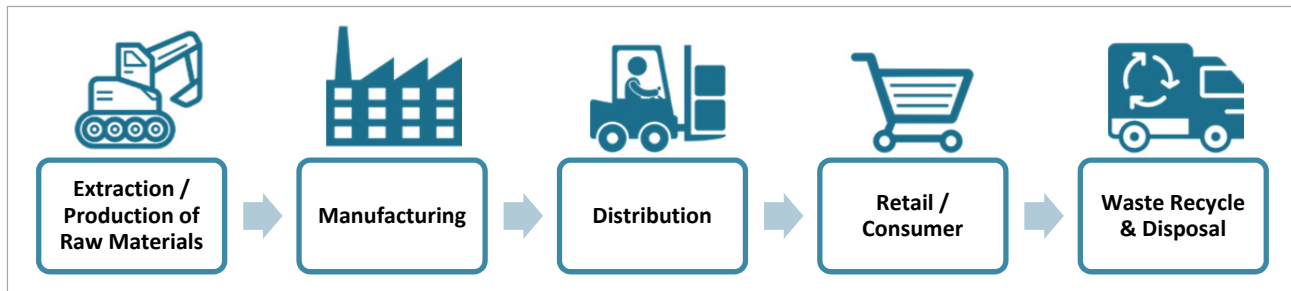 Extraction /
Production of
Raw Materials
Manufacturing
Distribution
Retail /
Consumer
Waste Recycle
& Disposal